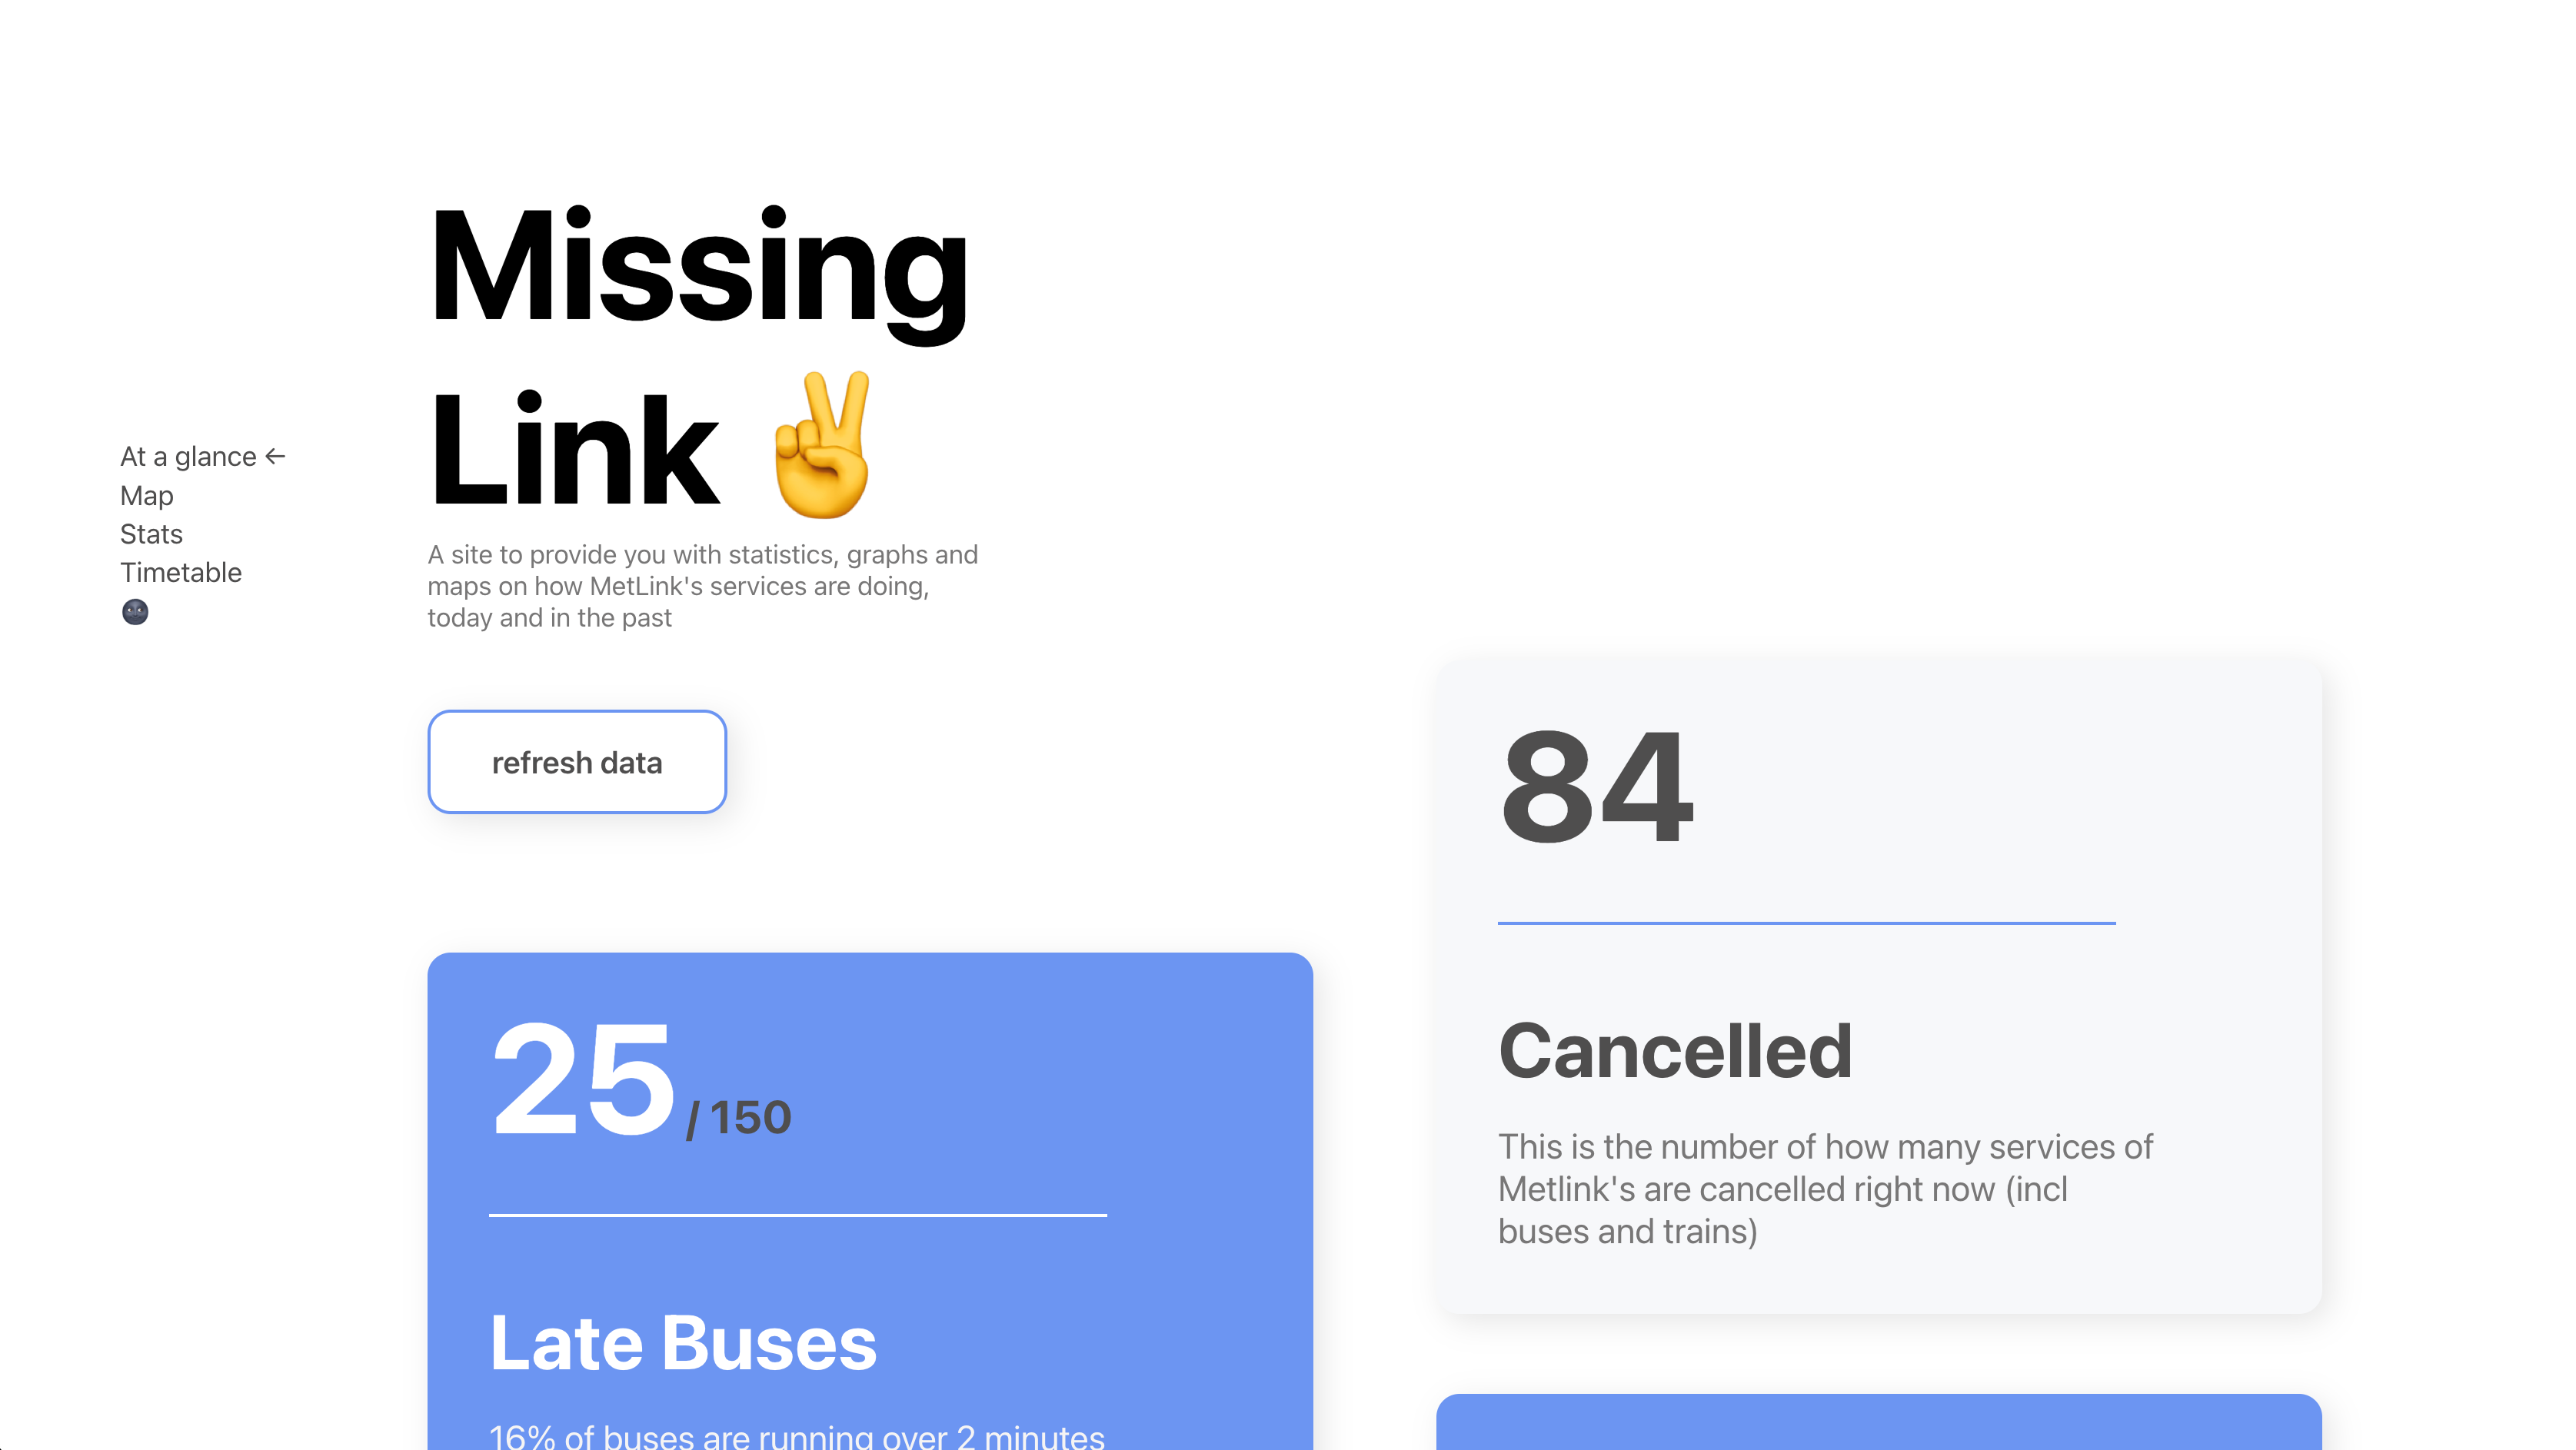 Missing
Link ✌️
A site to provide you with statistics, graphs and
maps on how MetLink's services are doing,
today and in the past
At a glance ←
Map
Stats
Timetable
🌚
refresh data
84
Cancelled
This is the number of how many services of
Metlink's are cancelled right now (incl
buses and trains)
25 / 150
Late Buses
16% of buses are running over 2 minutes